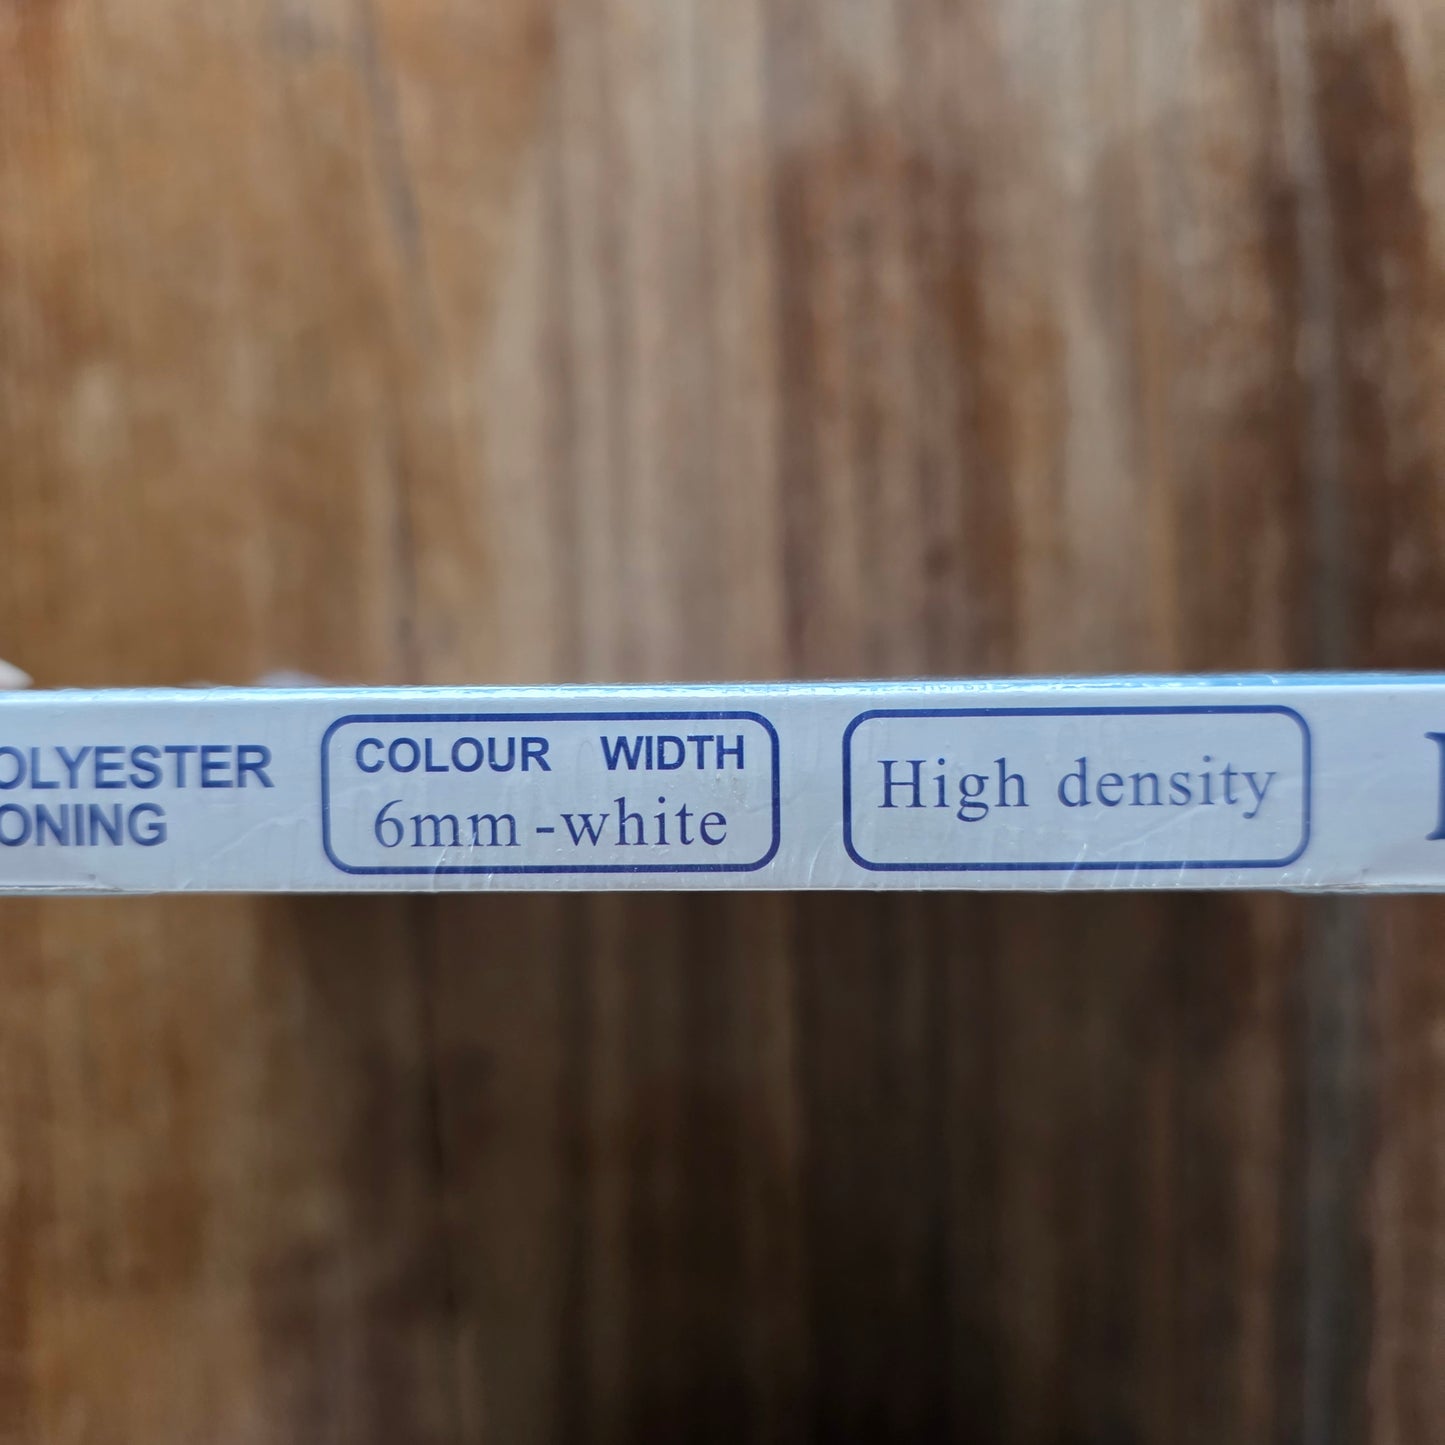 OLYESTER
ONING
COLOUR WIDTH
6mm-white
High density